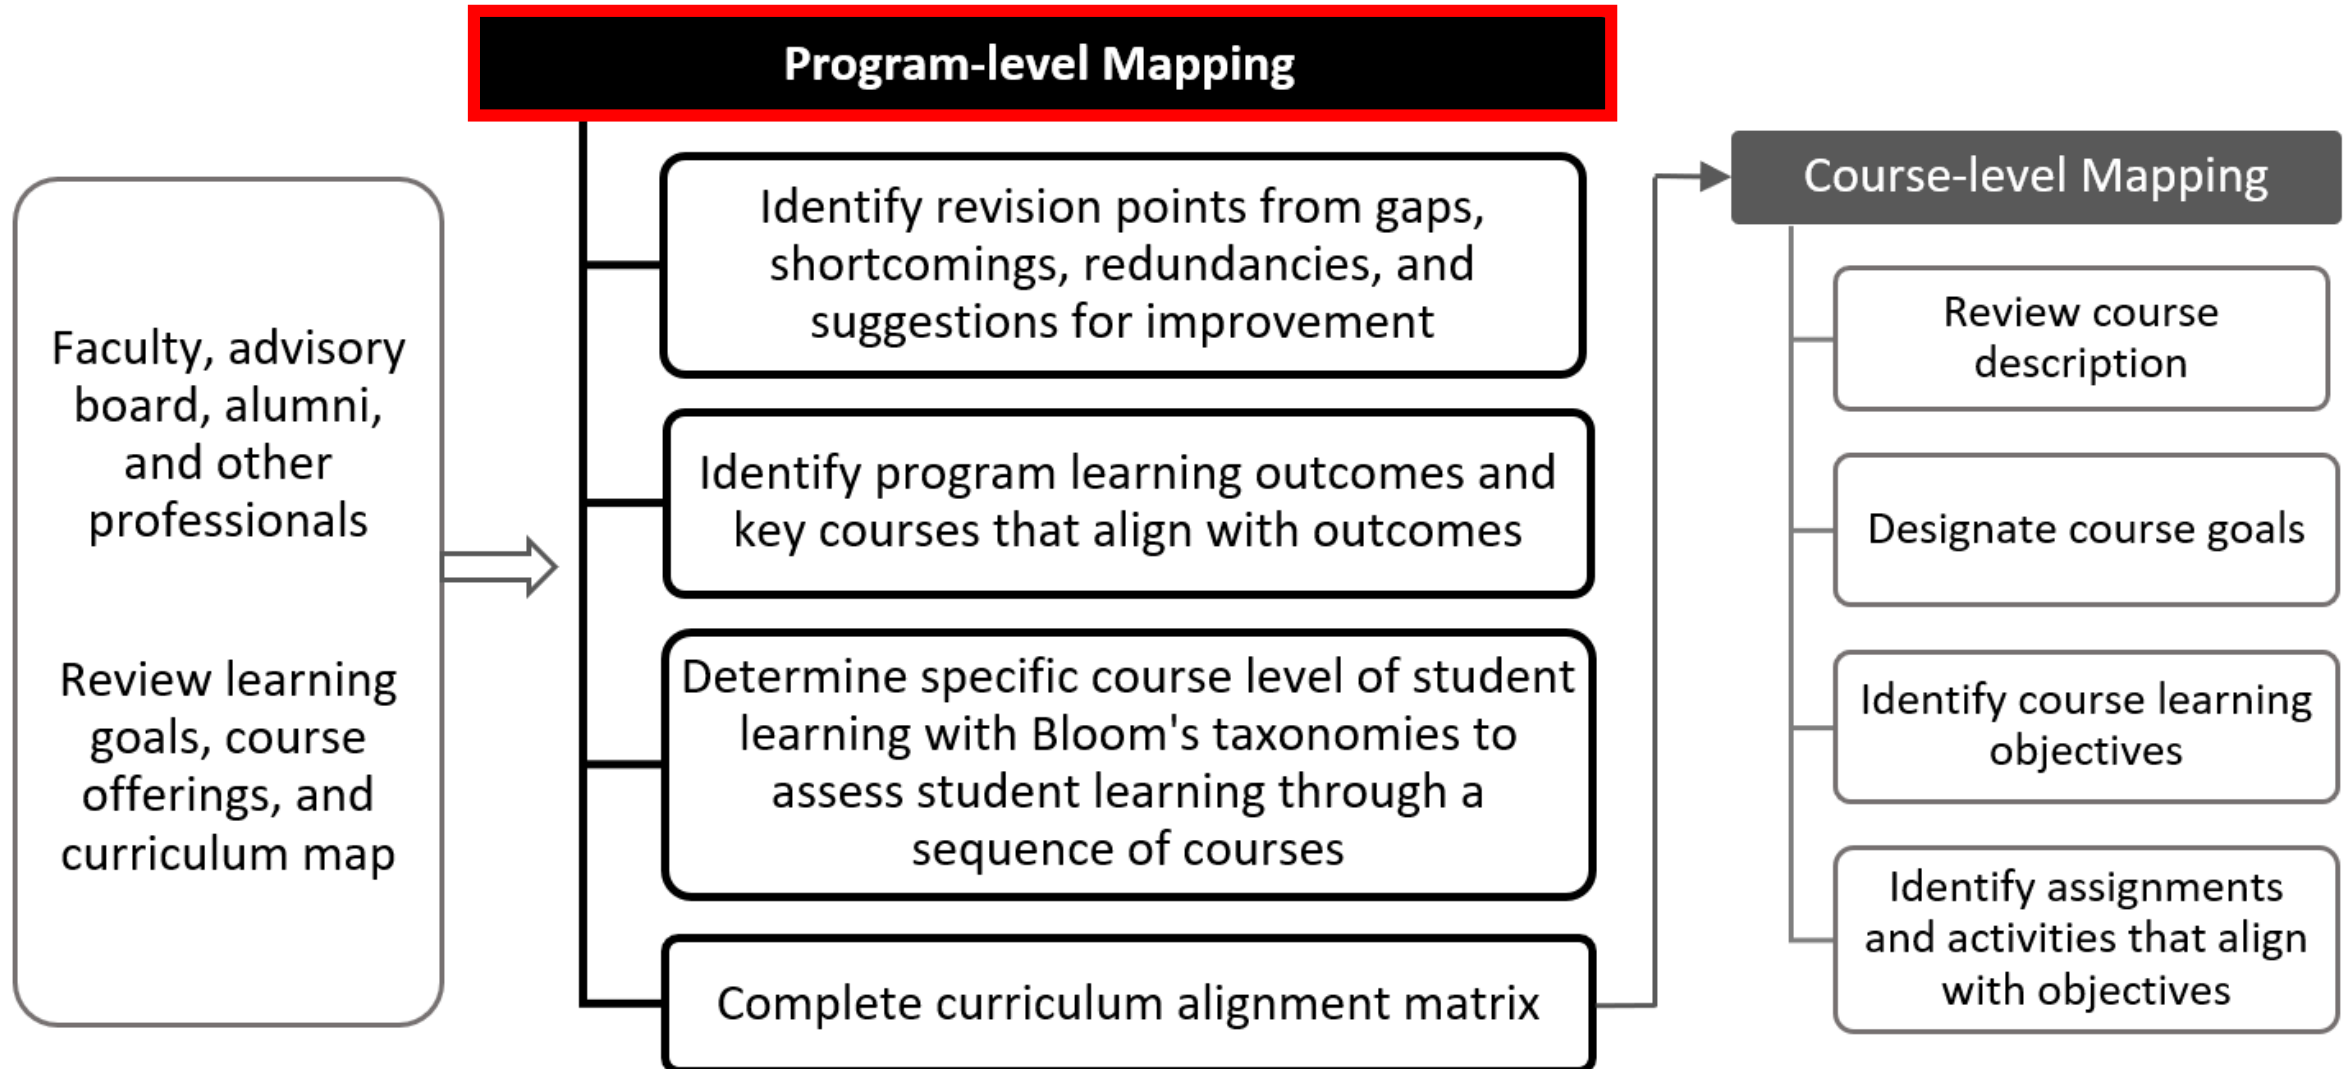 Program-level Mapping
Faculty, advisory
board, alumni,
and other
professionals
Review learning
goals, course
offerings, and
curriculum map
Identify revision points from gaps,
shortcomings, redundancies, and
suggestions for improvement
Identify program learning outcomes and
key courses that align with outcomes
Determine specific course level of student
learning with Bloom's taxonomies to
assess student learning through a
sequence of courses
Complete curriculum alignment matrix
Course-level Mapping
Review course
description
Designate course goals
Identify course learning
objectives
Identify assignments
and activities that align
with objectives